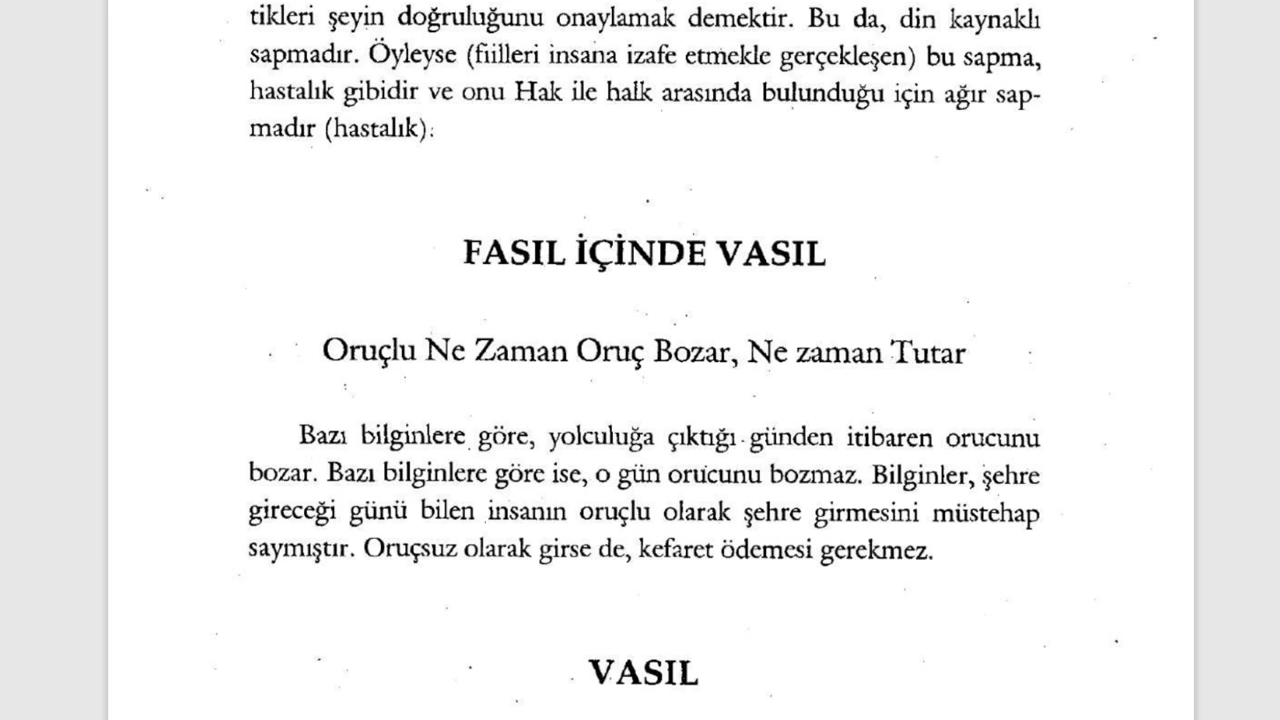 tikleri şeyin doğruluğunu onaylamak demektir. Bu da, din kaynaklı
sapmadır. Öyleyse (fiilleri insana izafe etmekle gerçekleşen) bu sapma,
hastalık gibidir ve onu Hak ile halk arasında bulunduğu için ağır sap-
madır (hastalık).
FASIL İÇİNDE VASIL
Oruçlu Ne Zaman Oruç Bozar, Ne zaman Tutar
Bazı bilginlere göre, yolculuğa çıktığı günden itibaren orucunu
bozar. Bazı bilginlere göre ise, o gün orucunu bozmaz. Bilginler, şehre
gireceği günü bilen insanın oruçlu olarak şehre girmesini müstehap
saymıştır. Oruçsuz olarak girse de, kefaret ödemesi gerekmez.
VASIL